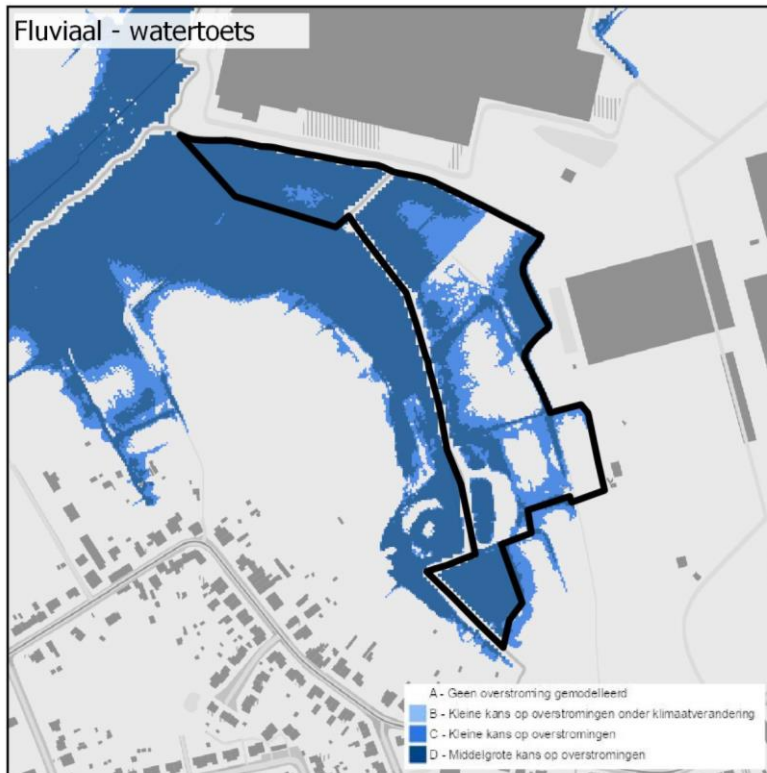 Fluviaal - watertoets
A - Geen overstroming gemodelleerd
B - Kleine kans op overstromingen onder klimaatverandering
C - Kleine kans op overstromingen
D - Middelgrote kans op overstromingen